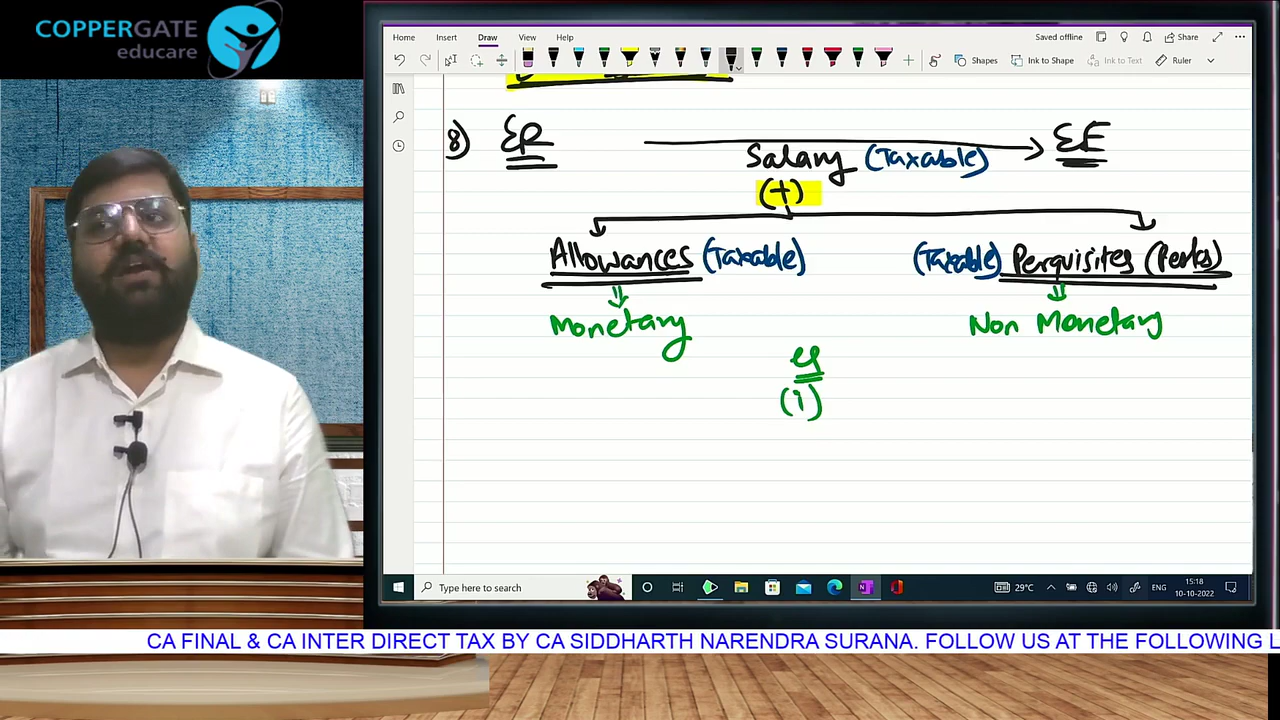 COPPERGATE
educare
Home Insert Draw View Help
Saved offline
Share
Shapes
Ink to Shape
Ink to Text
Ruler
8) ER EE
Salary (Taxable)
(+)
Allowances (Taxable) (Taxable) Perquisites (Perks)
Monetary Non Monetary
eg
(i)
Type here to search
29°C
ENG
15:18
10-10-2022
CA FINAL & CA INTER DIRECT TAX BY CA SIDDHARTH NARENDRA SURANA. FOLLOW US AT THE FOLLOWING L